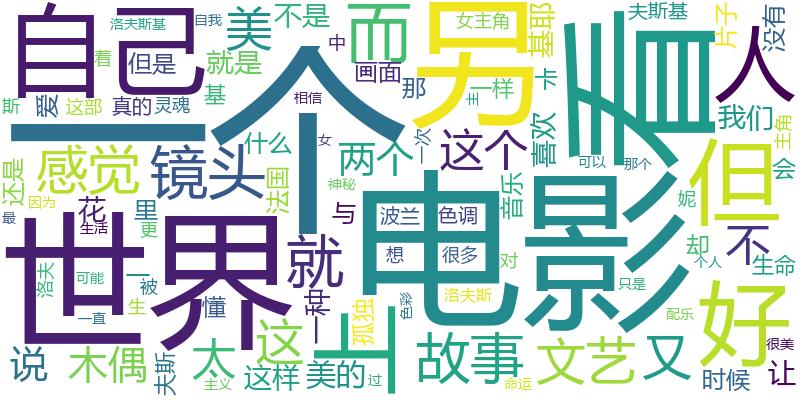 自己
一个
另
看
人
世界
电影
但
好
上
而
美
不是
女主角
基耶
夫斯基
片子
没有
洛夫斯基
自我
中
着
但是
就是
画面
那
卡
一样
主
斯
爱
这部
真的
灵魂
基
相信
什么
女
两个
一次
这个
喜欢
可以
那个
我们
主角
会
还是
感觉
镜头
法国
神秘
音乐
因为
最
花
里
与
波兰
色调
妮
生活
更
对
却
不
想
很多
就
洛夫
一
被
可能
生命
个人
懂
生
一种
孤独
色彩
洛夫斯
只是
一直
配乐
说
木偶
夫斯
太
这
主义
这样
美的
过
故事
命运
文艺
又
时候
很美
让